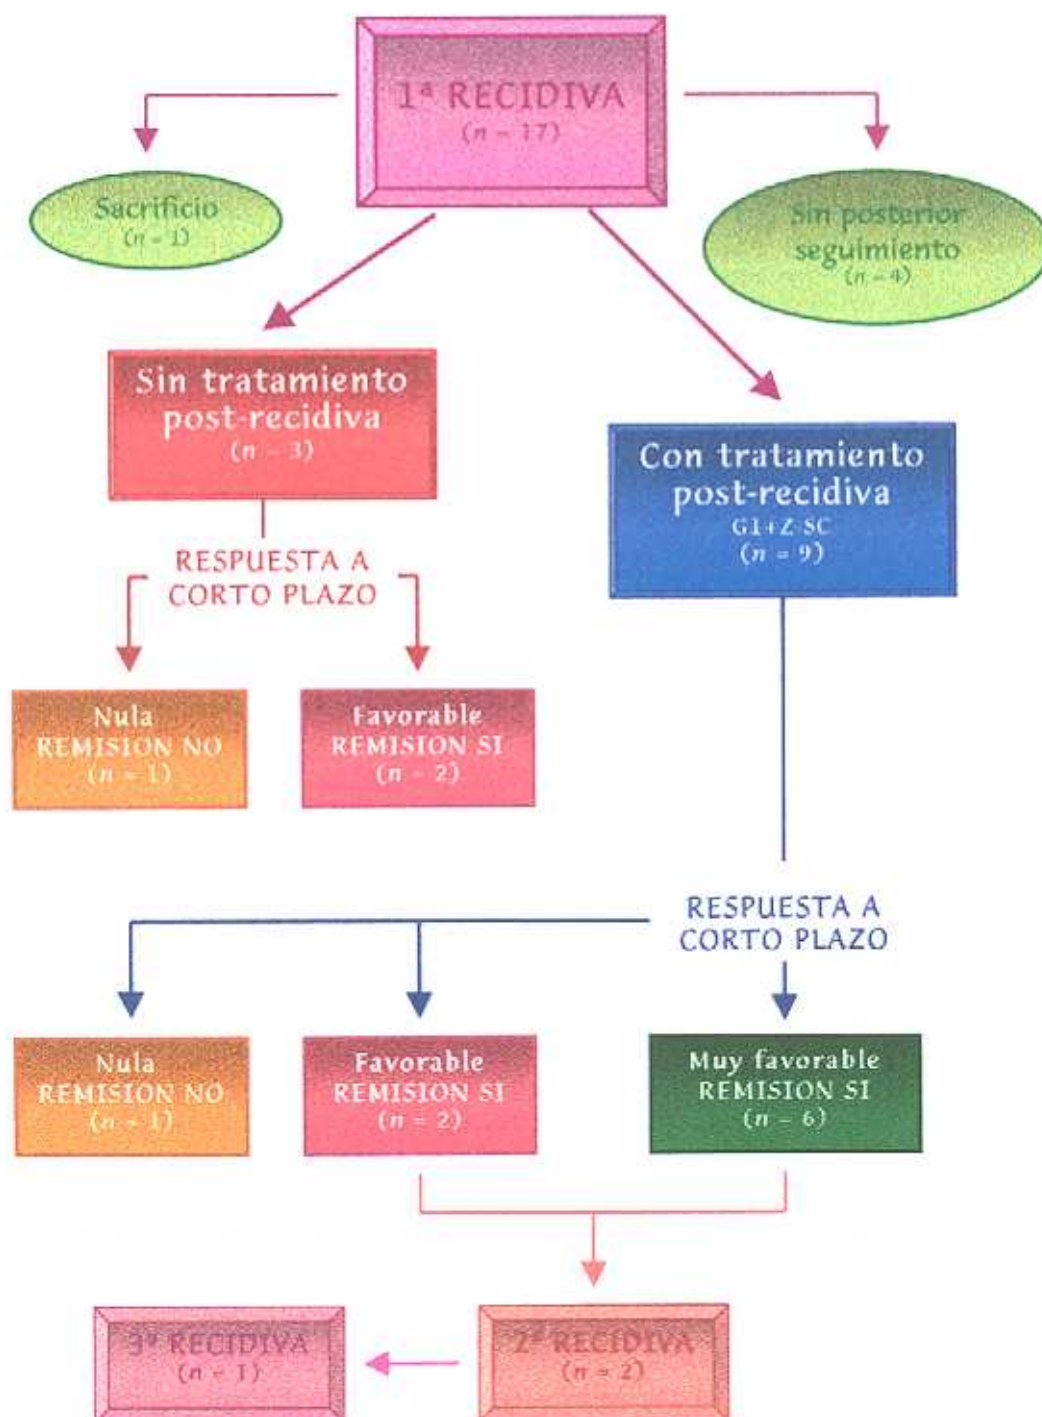 1ª RECIDIVA
(n = 17)
Sacrificio
(n = 1)
Sin posterior
seguimiento
(n = 4)
Sin tratamiento
post-recidiva
(n = 3)
Con tratamiento
post-recidiva
G1+Z SC
(n = 9)
RESPUESTA A
CORTO PLAZO
Nula
REMISION NO
(n = 1)
Favorable
REMISION SI
(n = 2)
RESPUESTA A
CORTO PLAZO
Nula
REMISION NO
(n = 1)
Favorable
REMISION SI
(n = 2)
Muy favorable
REMISION SI
(n = 6)
3ª RECIDIVA
(n = 1)
2ª RECIDIVA
(n = 2)